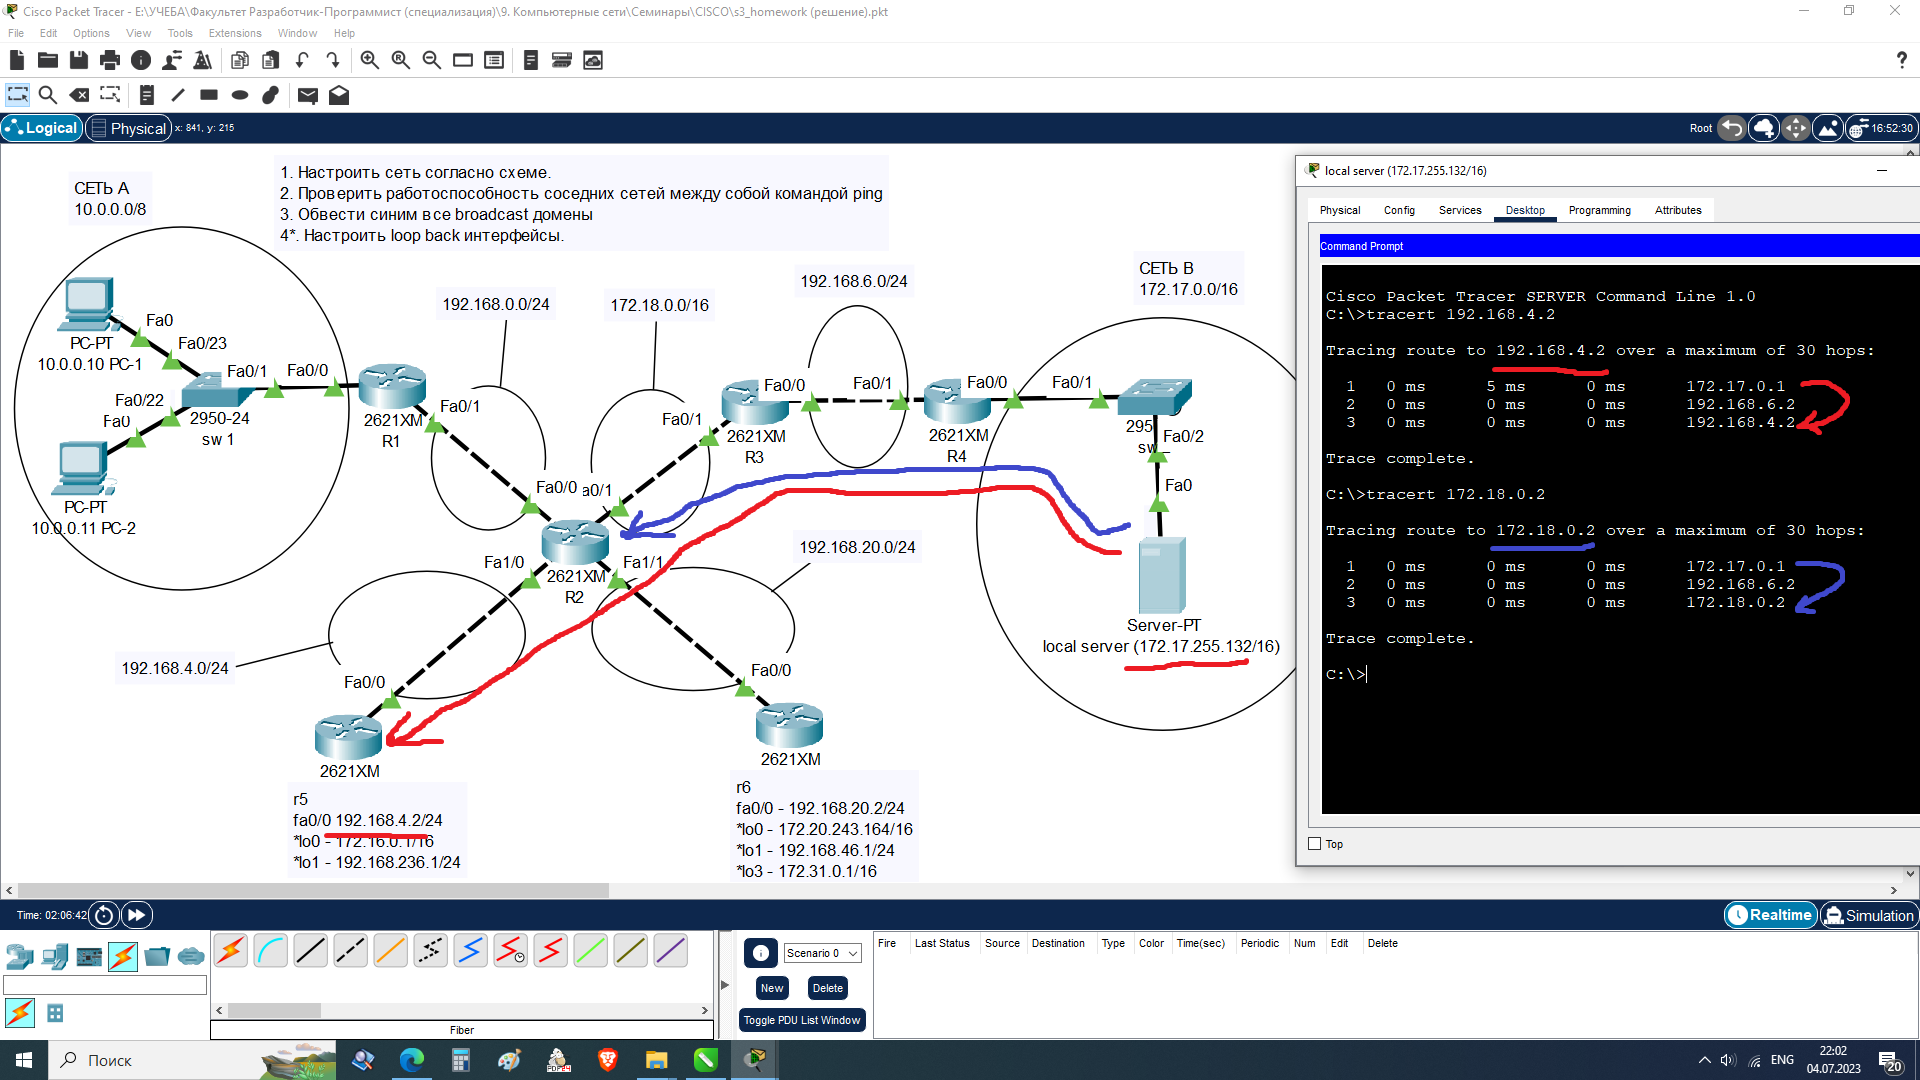 Cisco Packet Tracer - E:\УЧЕБА\Факультет Разработчик-Программист (специализация)\9. Компьютерные сети\Семинары\CISCO\s3_homework (решение).pkt
File Edit Options View Tools Extensions Window Help
Logical Physical x: 841, y: 215 Root 16:52:30
1. Настроить сеть согласно схеме.
2. Проверить работоспособность соседних сетей между собой командой ping
3. Обвести синим все broadcast домены
4*. Настроить loop back интерфейсы.
СЕТЬ А
10.0.0.0/8
192.168.0.0/24
172.18.0.0/16
192.168.6.0/24
СЕТЬ В
172.17.0.0/16
Fa0
PC-PT
10.0.0.10 PC-1
Fa0/23
Fa0/1
Fa0/0
Fa0/22
Fa0
2950-24
sw 1
PC-PT
10.0.0.11 PC-2
2621XM
R1
Fa0/1
Fa0/0
a0/1
Fa0/1
Fa0/0
2621XM
R3
Fa0/1
Fa0/0
2621XM
R4
Fa0/1
295
sw_
Fa0/2
Fa0
Fa1/0
2621XM
R2
Fa1/1
192.168.20.0/24
Server-PT
local server (172.17.255.132/16)
192.168.4.0/24
Fa0/0
2621XM
Fa0/0
2621XM
r5
fa0/0 192.168.4.2/24
*lo0 - 172.16.0.1/16
*lo1 - 192.168.236.1/24
r6
fa0/0 - 192.168.20.2/24
*lo0 - 172.20.243.164/16
*lo1 - 192.168.46.1/24
*lo3 - 172.31.0.1/16
local server (172.17.255.132/16)
Physical Config Services Desktop Programming Attributes
Command Prompt
Cisco Packet Tracer SERVER Command Line 1.0
C:\>tracert 192.168.4.2
Tracing route to 192.168.4.2 over a maximum of 30 hops:
1 0 ms 5 ms 0 ms 172.17.0.1
2 0 ms 0 ms 0 ms 192.168.6.2
3 0 ms 0 ms 0 ms 192.168.4.2
Trace complete.
C:\>tracert 172.18.0.2
Tracing route to 172.18.0.2 over a maximum of 30 hops:
1 0 ms 0 ms 0 ms 172.17.0.1
2 0 ms 0 ms 0 ms 192.168.6.2
3 0 ms 0 ms 0 ms 172.18.0.2
Trace complete.
C:\>
Top
Time: 02:06:42
Realtime Simulation
Scenario 0
New Delete
Toggle PDU List Window
Fire Last Status Source Destination Type Color Time(sec) Periodic Num Edit Delete
Fiber
Поиск
ENG
22:02
04.07.2023
20